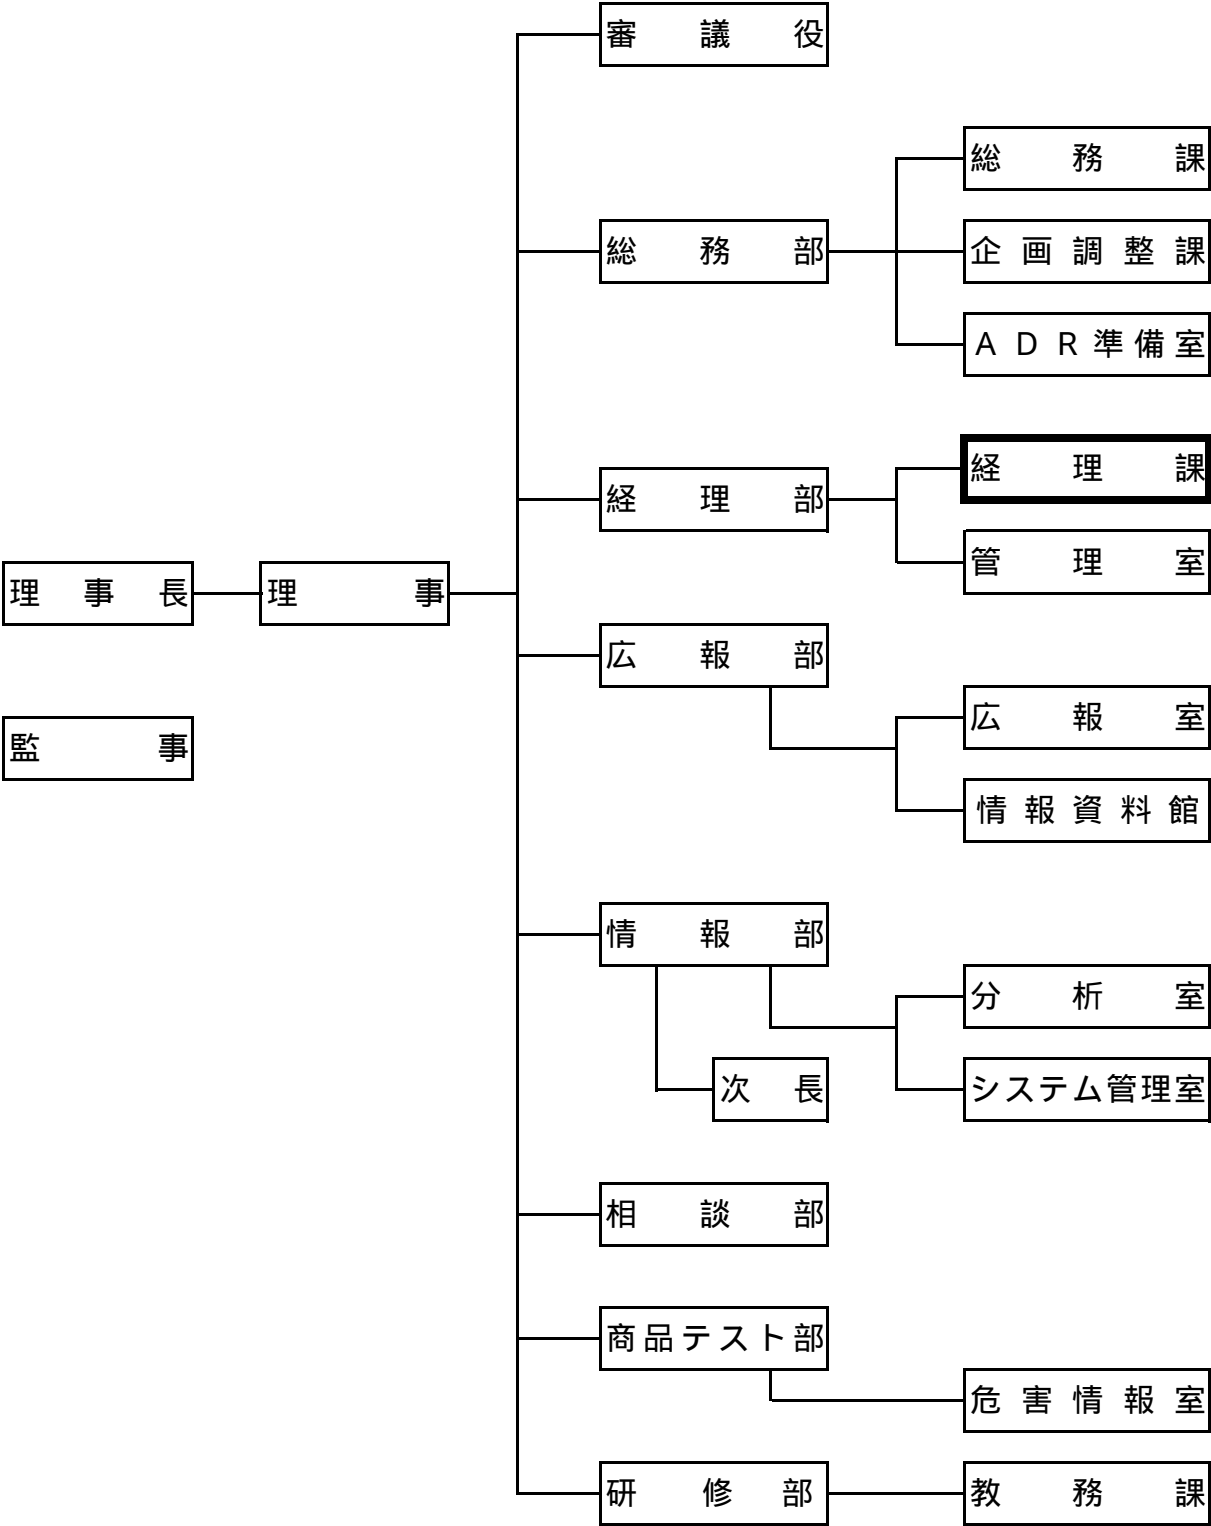 審議役
総務課
総務部
企画調整課
ADR準備室
経理課
経理部
管理室
理事長
理事
広報部
広報室
監事
情報資料館
情報部
分析室
次長
システム管理室
相談部
商品テスト部
危害情報室
研修部
教務課